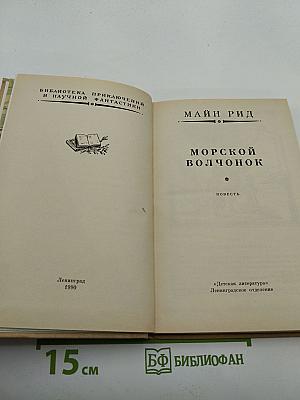 БИБЛИОТЕКА ПРИКЛЮЧЕНИЙ
И НАУЧНОЙ ФАНТАСТИКИ
Ленинград
1990
МАЙН РИД
МОРСКОЙ
ВОЛЧОНОК
ПОВЕСТЬ
«Детская литература»
Ленинградское отделение
15 см
БФ БИБЛИОФАН